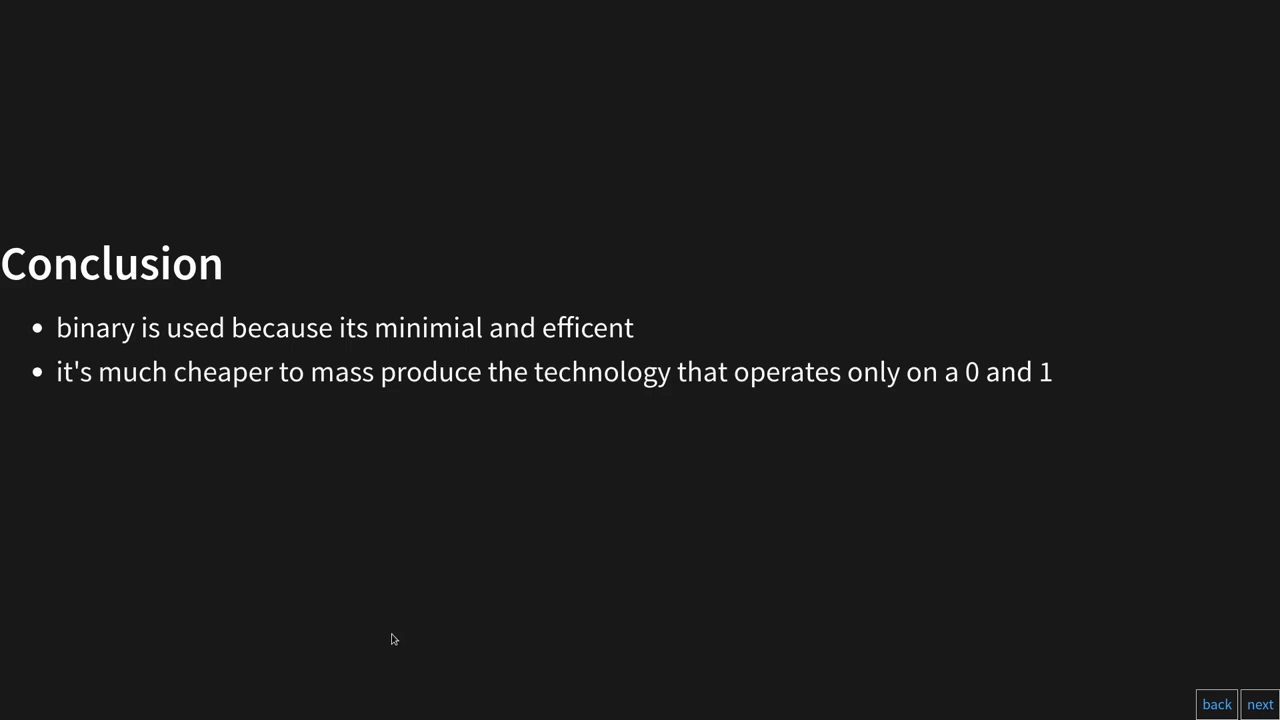 Conclusion
binary is used because its minimial and efficent
it's much cheaper to mass produce the technology that operates only on a 0 and 1
back next